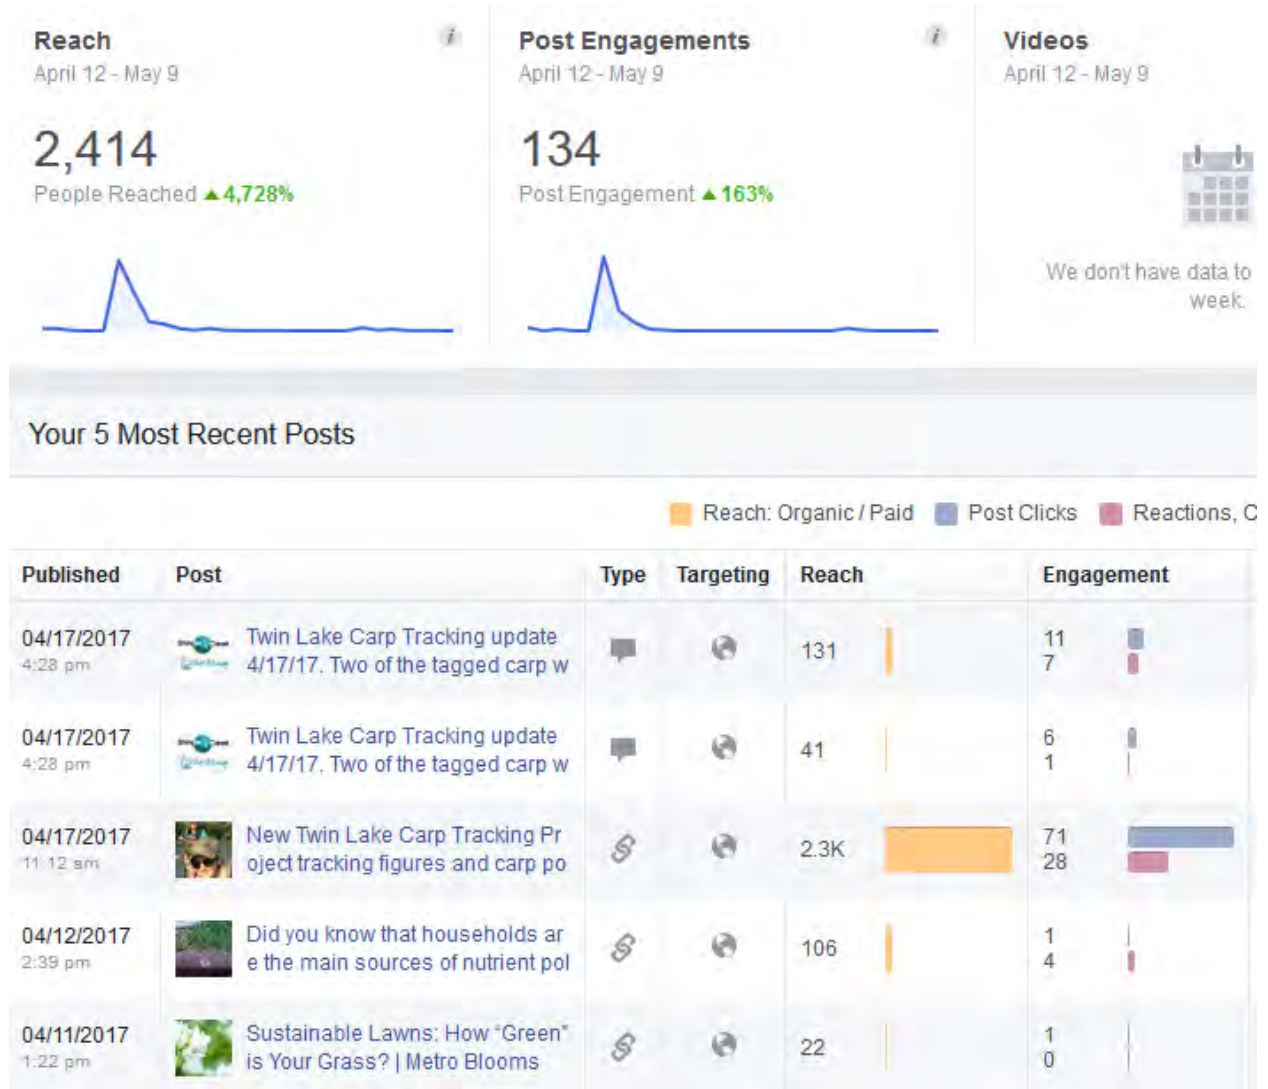 Reach
April 12 - May 9
2,414
People Reached ▲4,728%
Post Engagements
April 12 - May 9
134
Post Engagement ▲163%
Videos
April 12 - May 9
We don't have data to
week.
Your 5 Most Recent Posts
Reach: Organic / Paid Post Clicks Reactions, C
Published Post Type Targeting Reach Engagement
04/17/2017
4:28 pm
Twin Lake Carp Tracking update
4/17/17. Two of the tagged carp w
131
11
7
04/17/2017
4:28 pm
Twin Lake Carp Tracking update
4/17/17. Two of the tagged carp w
41
6
1
04/17/2017
11:12 am
New Twin Lake Carp Tracking Pr
oject tracking figures and carp po
2.3K
71
28
04/12/2017
2:39 pm
Did you know that households ar
e the main sources of nutrient pol
106
1
4
04/11/2017
1:22 pm
Sustainable Lawns: How "Green"
is Your Grass? | Metro Blooms
22
1
0